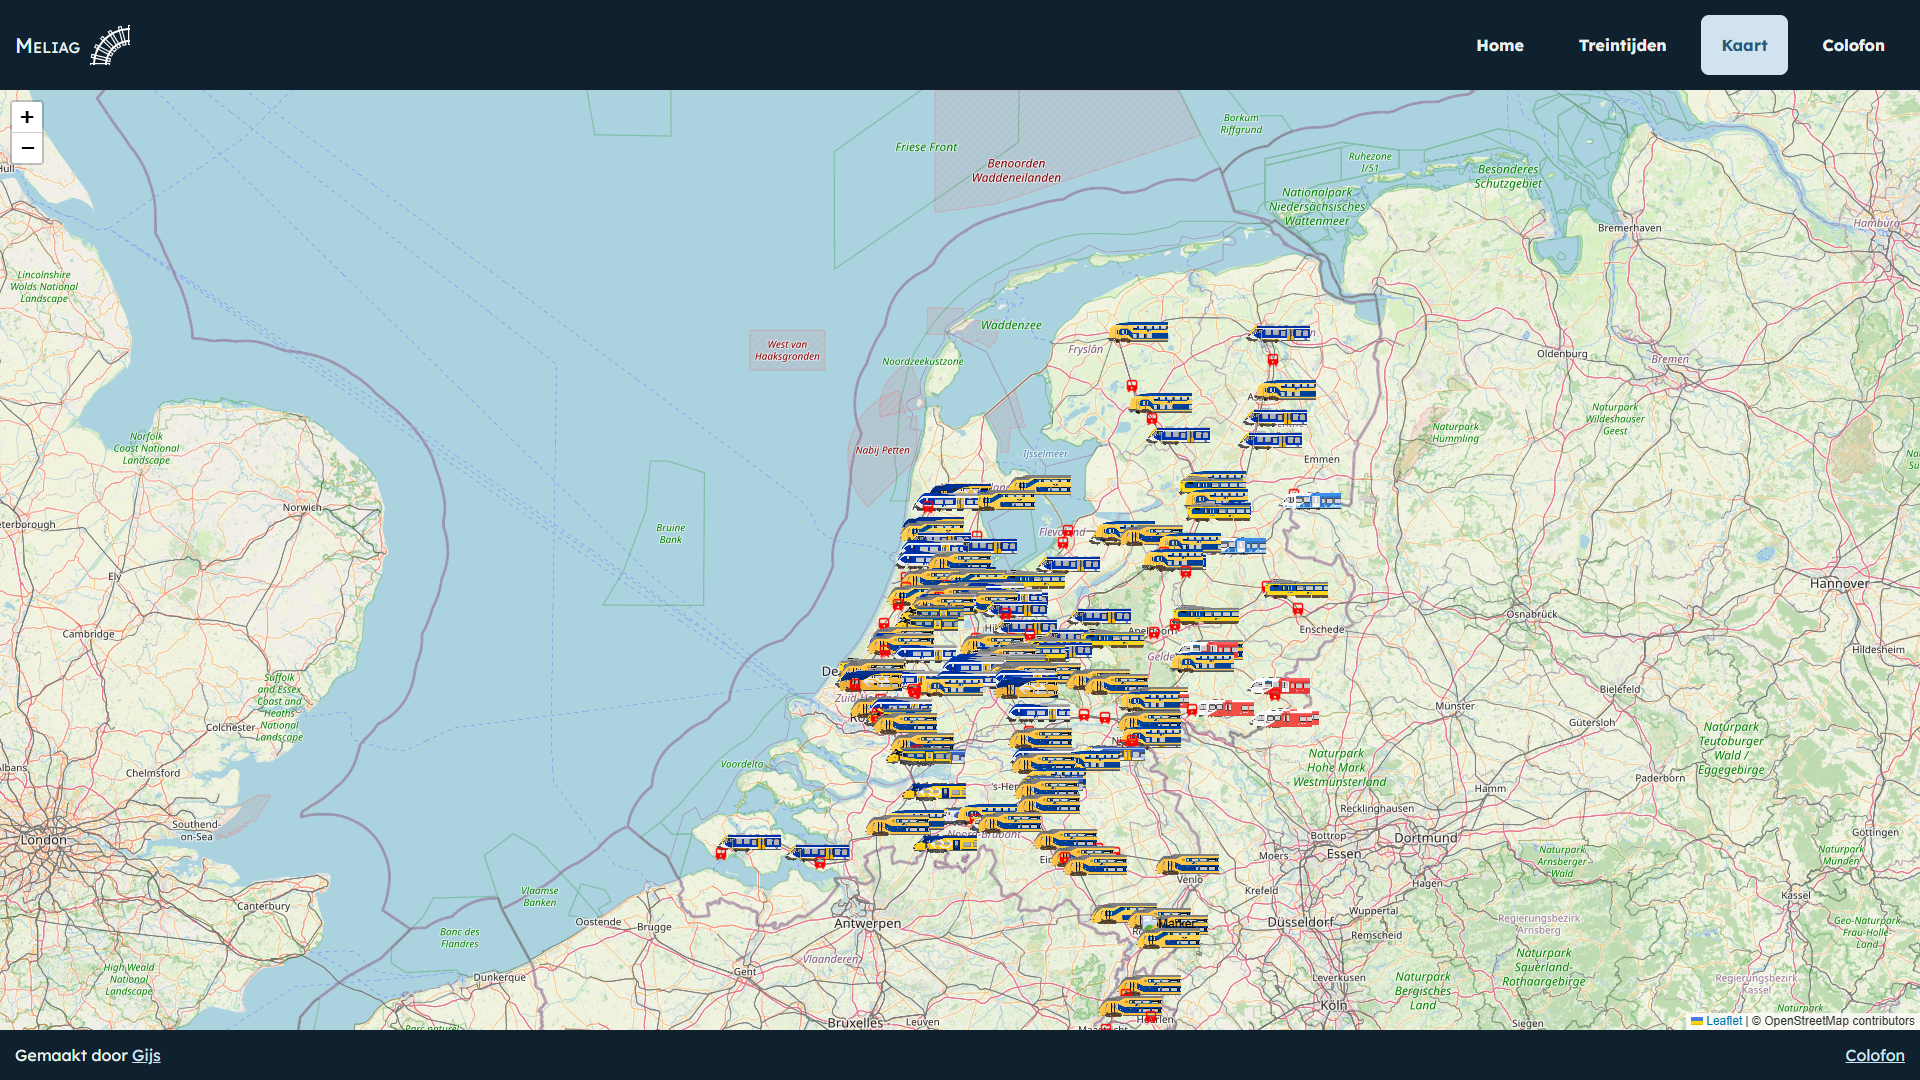 Meliag
Home
Treintijden
Kaart
Colofon
+
−
Borkum
Riffgrund
Friese Front
Benoorden
Waddeneilanden
Ruhezone
I/51
Besonderes
Schutzgebiet
Nationalpark
Niedersächsisches
Wattenmeer
Bremerhaven
Hamburg
Lincolnshire
Wolds National
Landscape
Waddenzee
West van
Haaksgronden
Noordzeekustzone
Fryslân
Oldenburg
Bremen
Naturpark
Wildeshauser
Geest
Naturpark
Hümmling
Norfolk
Coast National
Landscape
Nabij Petten
IJsselmeer
Emmen
Norwich
Bruine
Bank
Flevoland
Ely
Hannover
Osnabrück
Cambridge
Enschede
Hildesheim
Suffolk
and Essex
Coast and
Heaths
National
Landscape
Bielefeld
Münster
Gütersloh
Colchester
Naturpark
Teutoburger
Wald /
Eggegebirge
Naturpark
Hohe Mark
- Westmünsterland
Voordelta
Chelmsford
Paderborn
Hamm
Recklinghausen
Southend-
on-Sea
London
Noord-Brabant
Bottrop
Dortmund
Göttingen
Moers
Essen
Naturpark
Arnsberger
Wald
Naturpark
Münden
Venlo
Krefeld
Hagen
Kassel
Vlaamse
Banken
Canterbury
Oostende
Brugge
Antwerpen
Marker
Düsseldorf
Wuppertal
Remscheid
Regierungsbezirk
Arnsberg
Geo-Naturpark
Frau-Holle-
Land
Banc des
Flandres
Vlaanderen
Gent
High Weald
National
Landscape
Dunkerque
Leverkusen
Naturpark
Bergisches
Land
Naturpark
Sauerland
Rothaargebirge
Regierungsbezirk
Kassel
Köln
Naturpark
Bruxelles
Leuven
Heerlen
Siegen
Leaflet | © OpenStreetMap contributors
Gemaakt door Gijs
Colofon